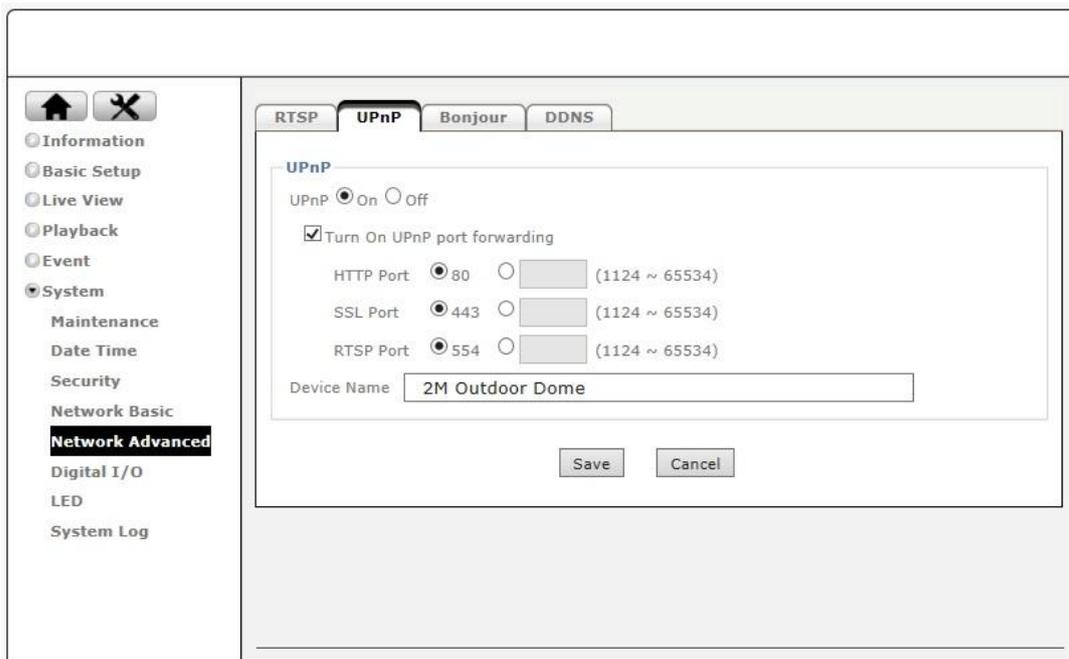 Information
Basic Setup
Live View
Playback
Event
System
Maintenance
Date Time
Security
Network Basic
Network Advanced
Digital I/O
LED
System Log
RTSP UPnP Bonjour DDNS
UPnP
UPnP On Off
Turn On UPnP port forwarding
HTTP Port 80 (1124 ~ 65534)
SSL Port 443 (1124 ~ 65534)
RTSP Port 554 (1124 ~ 65534)
Device Name 2M Outdoor Dome
Save Cancel